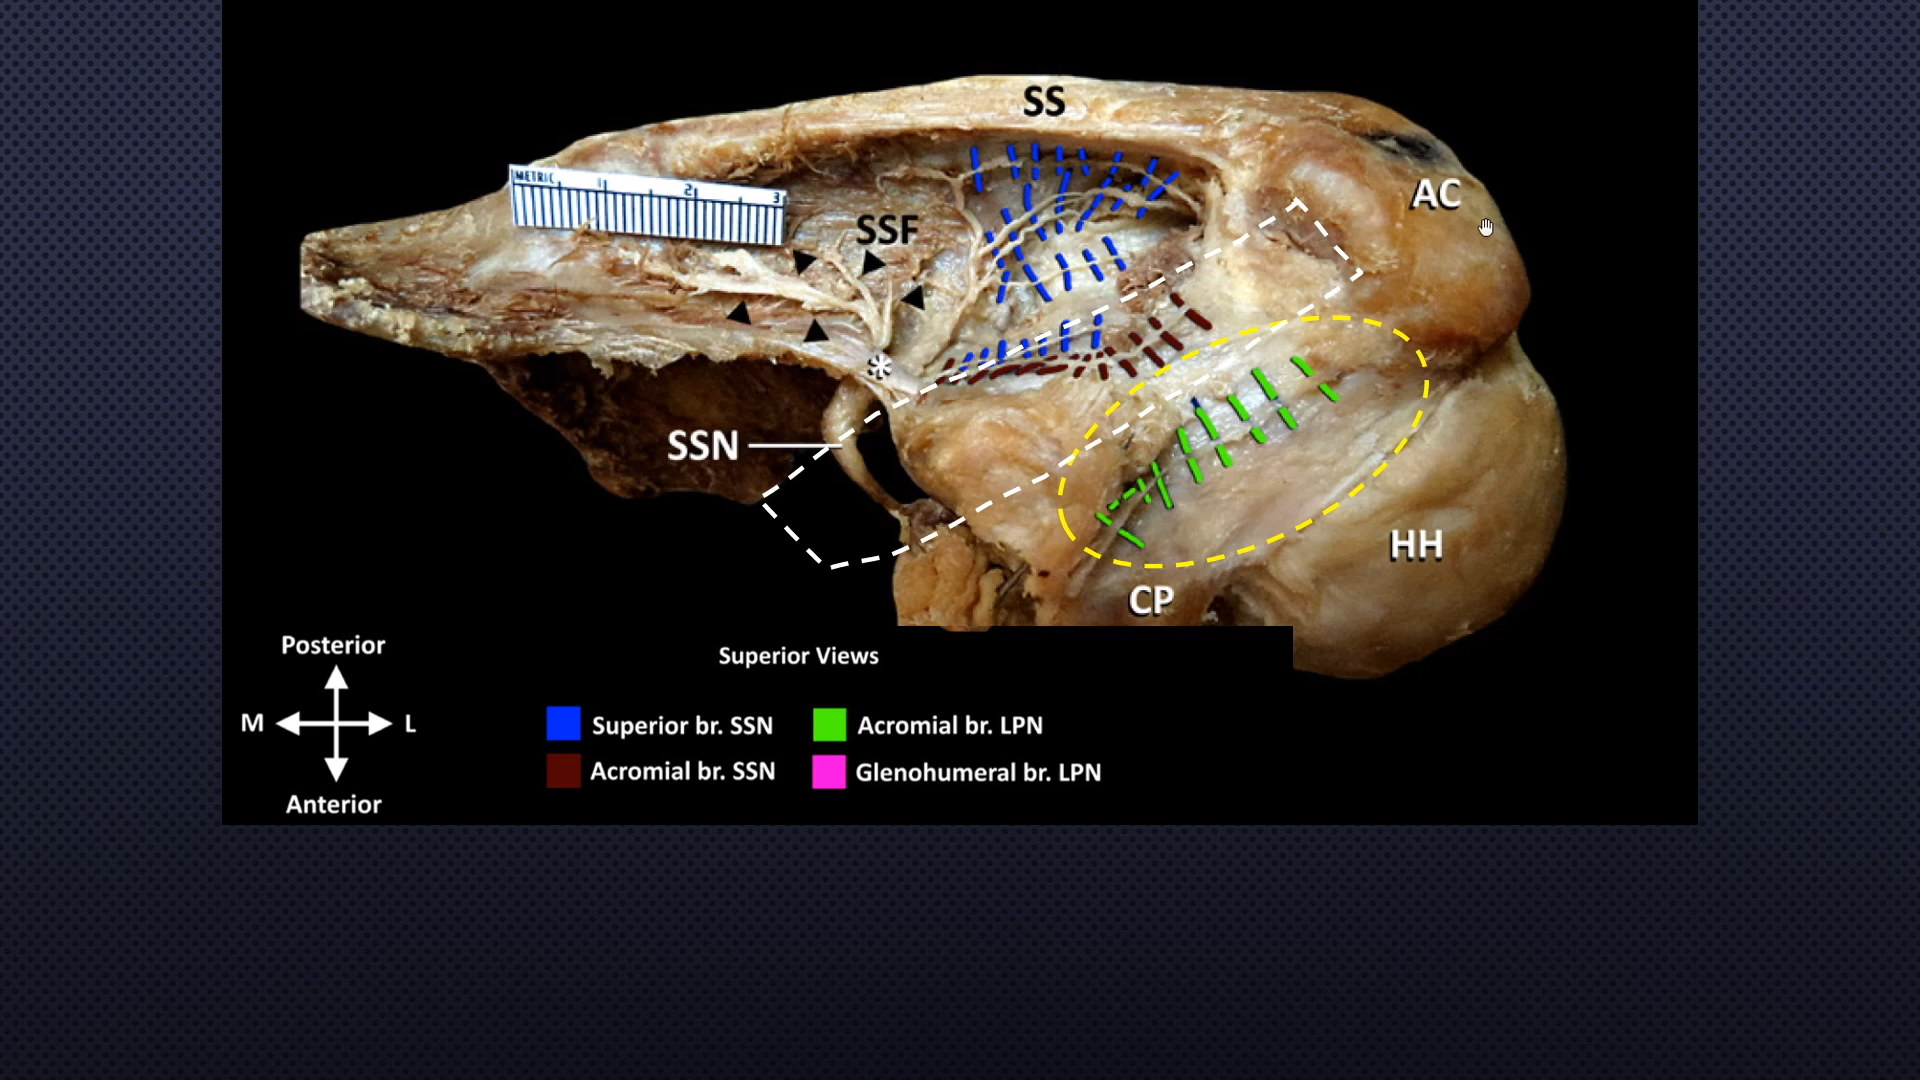 SS
METRIC 1 2 3
AC
SSF
*
SSN
HH
CP
Posterior
M L
Anterior
Superior Views
Superior br. SSN
Acromial br. LPN
Acromial br. SSN
Glenohumeral br. LPN